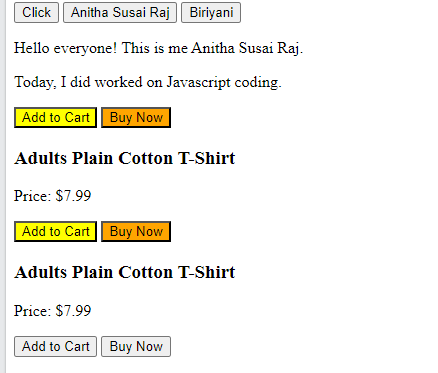 Click Anitha Susai Raj Biriyani
Hello everyone! This is me Anitha Susai Raj.
Today, I did worked on Javascript coding.
Add to Cart Buy Now
Adults Plain Cotton T-Shirt
Price: $7.99
Add to Cart Buy Now
Adults Plain Cotton T-Shirt
Price: $7.99
Add to Cart Buy Now